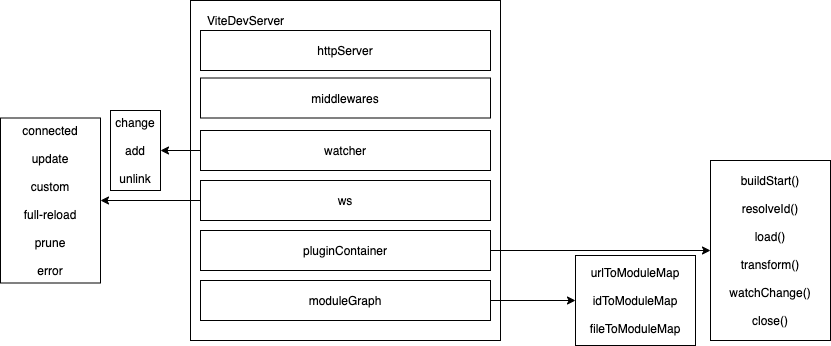 ViteDevServer
httpServer
middlewares
watcher
ws
pluginContainer
moduleGraph
change
add
unlink
connected
update
custom
full-reload
prune
error
buildStart()
resolveId()
load()
transform()
watchChange()
close()
urlToModuleMap
idToModuleMap
fileToModuleMap